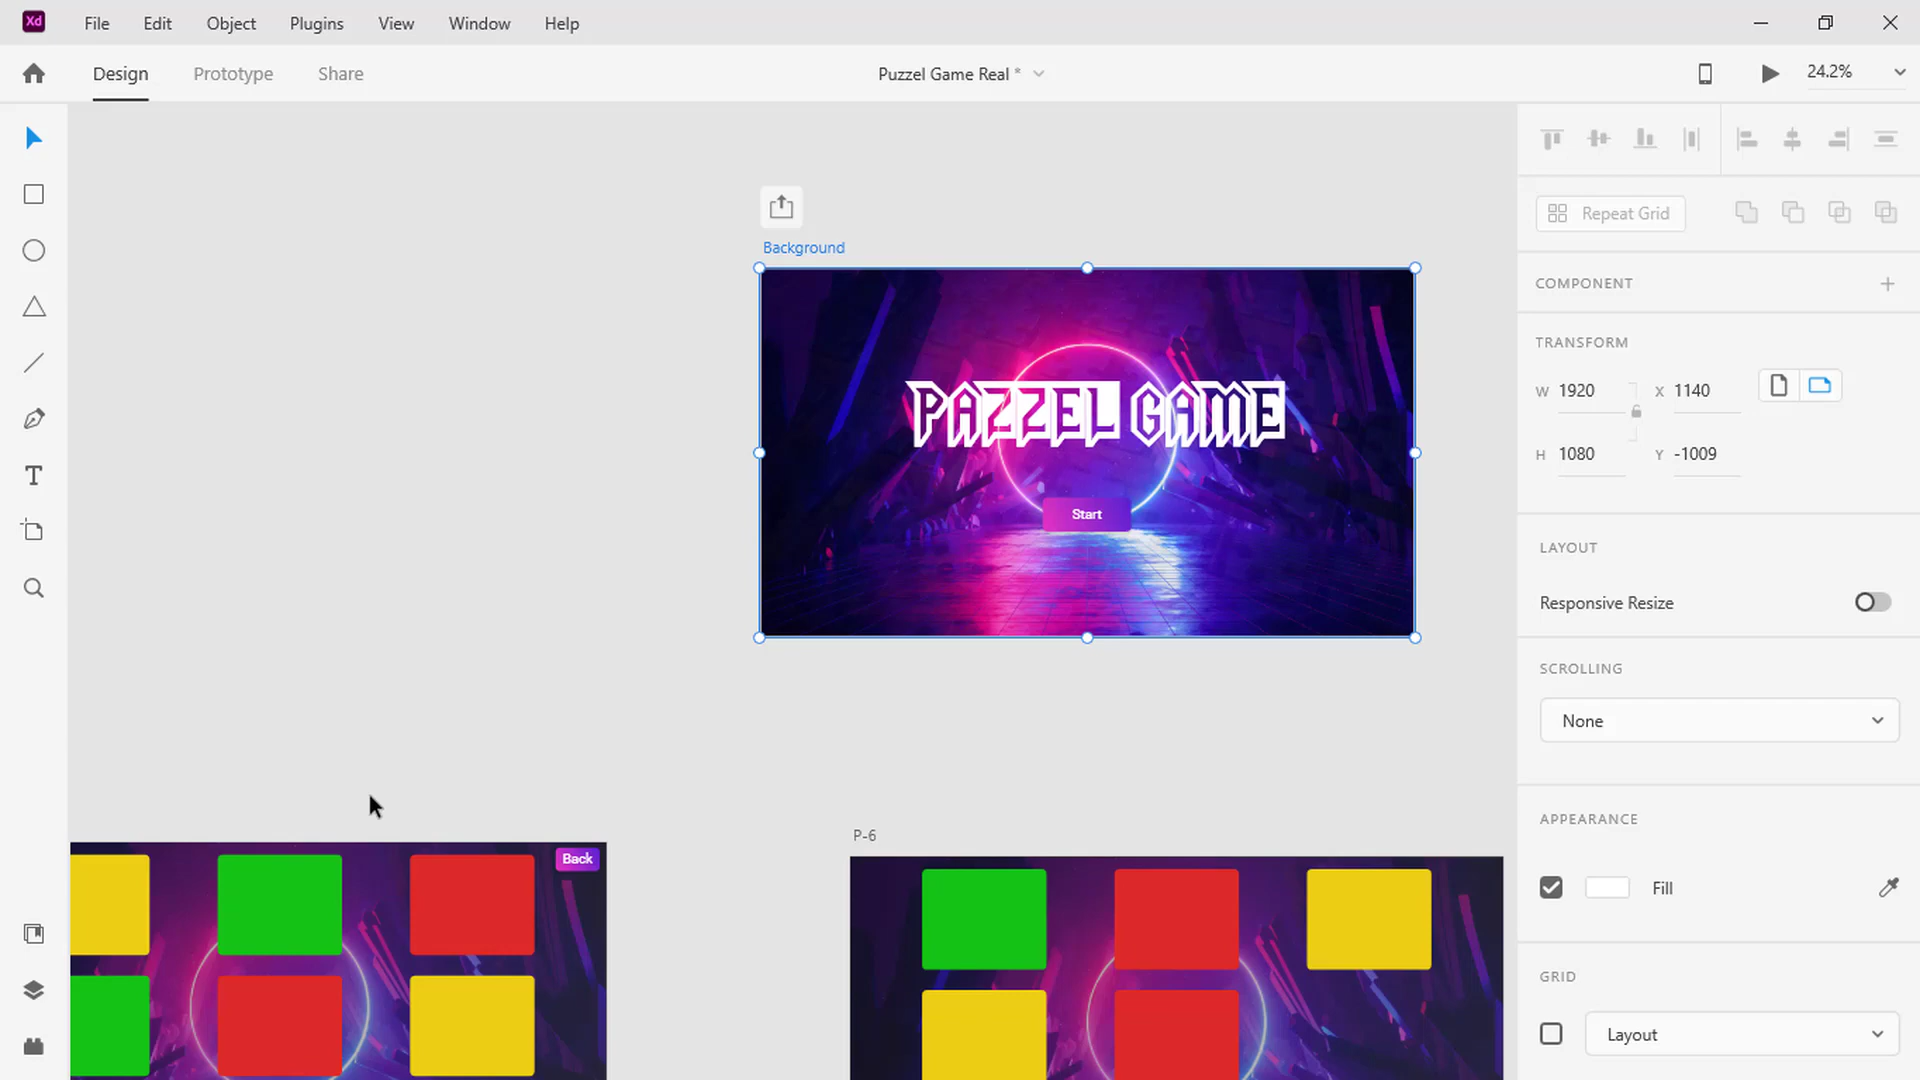 Xd File Edit Object Plugins View Window Help
Design Prototype Share Puzzel Game Real * 24.2%
Repeat Grid
Background
COMPONENT
TRANSFORM
W 1920 X 1140
H 1080 Y -1009
PAZZEL GAME
Start
LAYOUT
Responsive Resize
SCROLLING
None
APPEARANCE
P-6
Back
Fill
GRID
Layout